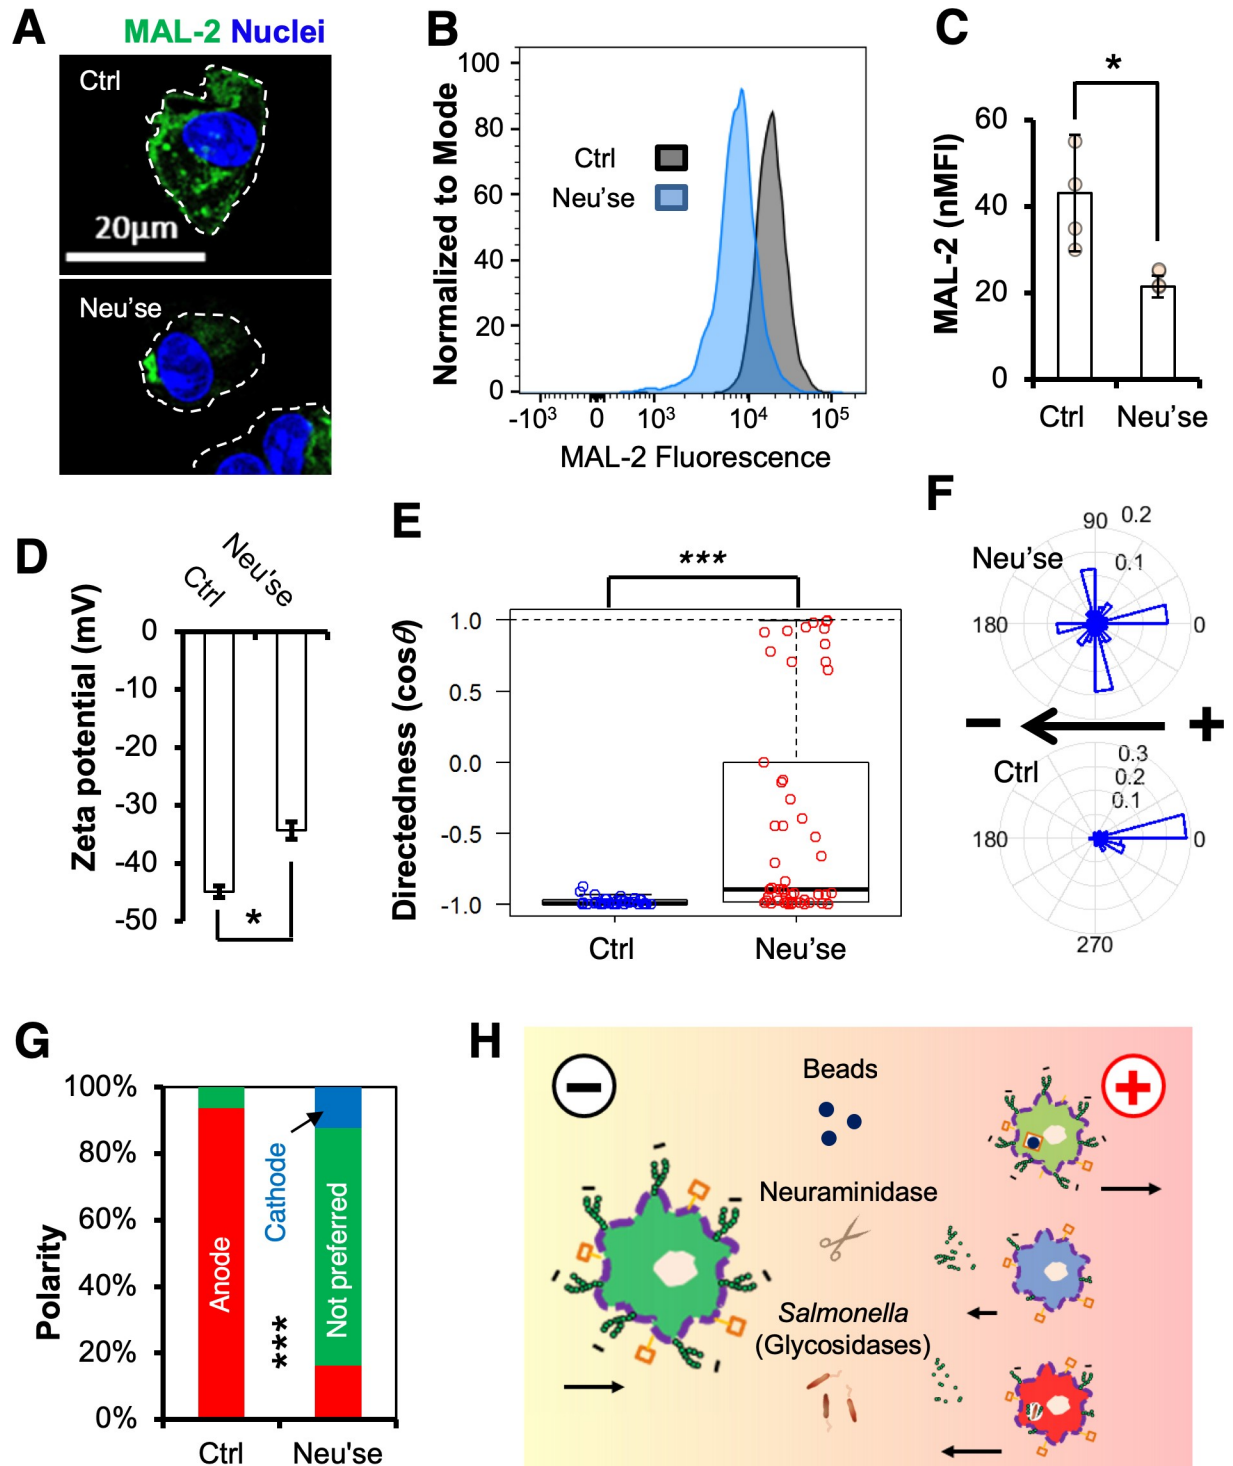 A
MAL-2 Nuclei
Ctrl
20μm
Neu'se
B
Normalized to Mode
100
80
60
40
20
0
Ctrl
Neu'se
-10³ 0 10³ 10⁴ 10⁵
MAL-2 Fluorescence
C
*
MAL-2 (nMFI)
60
40
20
0
Ctrl Neu'se
D
Ctrl
Neu'se
Zeta potential (mV)
0
-10
-20
-30
-40
-50
*
E
***
Directedness (cosθ)
1.0
0.5
0.0
-0.5
-1.0
Ctrl Neu'se
F
Neu'se
90 0.2
0.1
180 0
− +
Ctrl
0.3
0.2
0.1
180 0
270
G
Polarity
100%
80%
60%
40%
20%
0%
Anode
Cathode
***
Not preferred
Ctrl Neu'se
H
−
+
Beads
Neuraminidase
Salmonella
(Glycosidases)